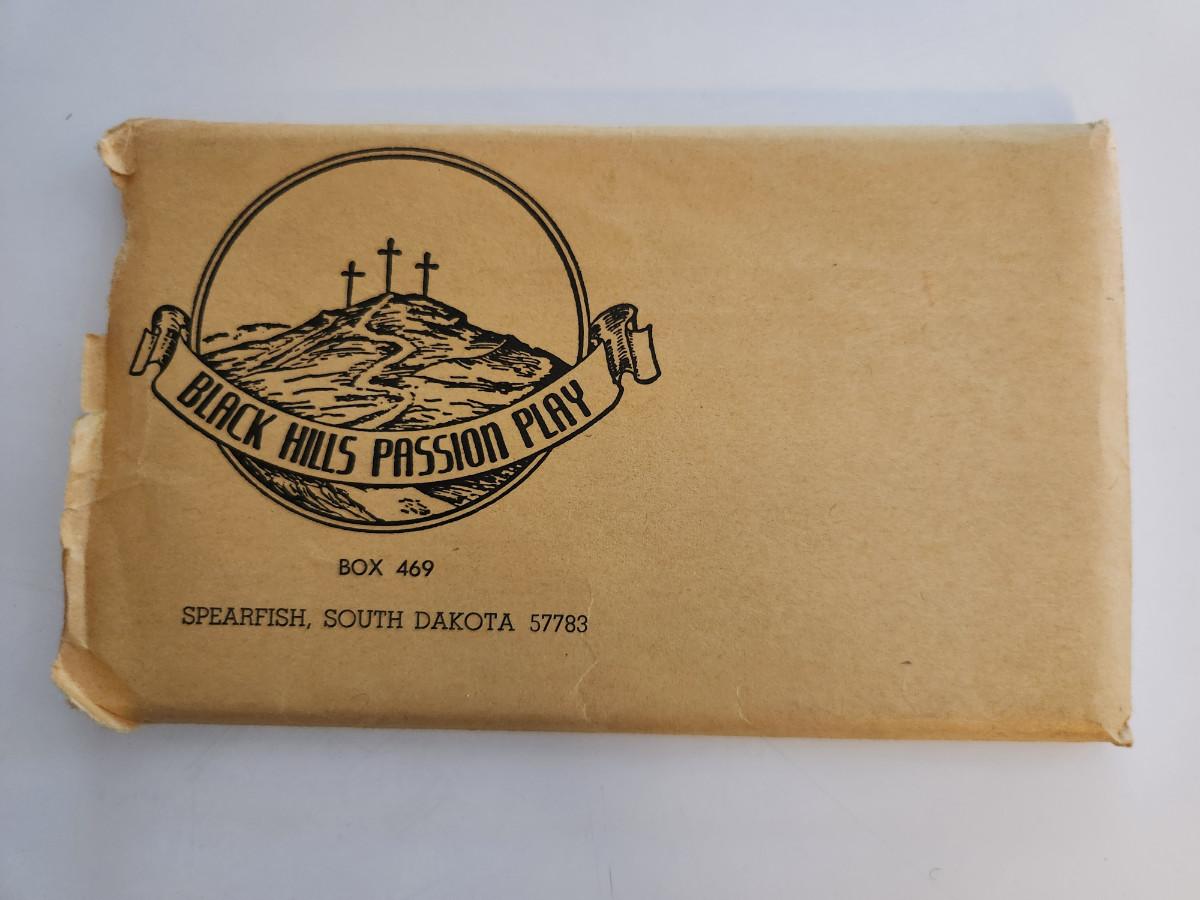 BLACK HILLS PASSION PLAY
BOX 469
SPEARFISH, SOUTH DAKOTA 57783